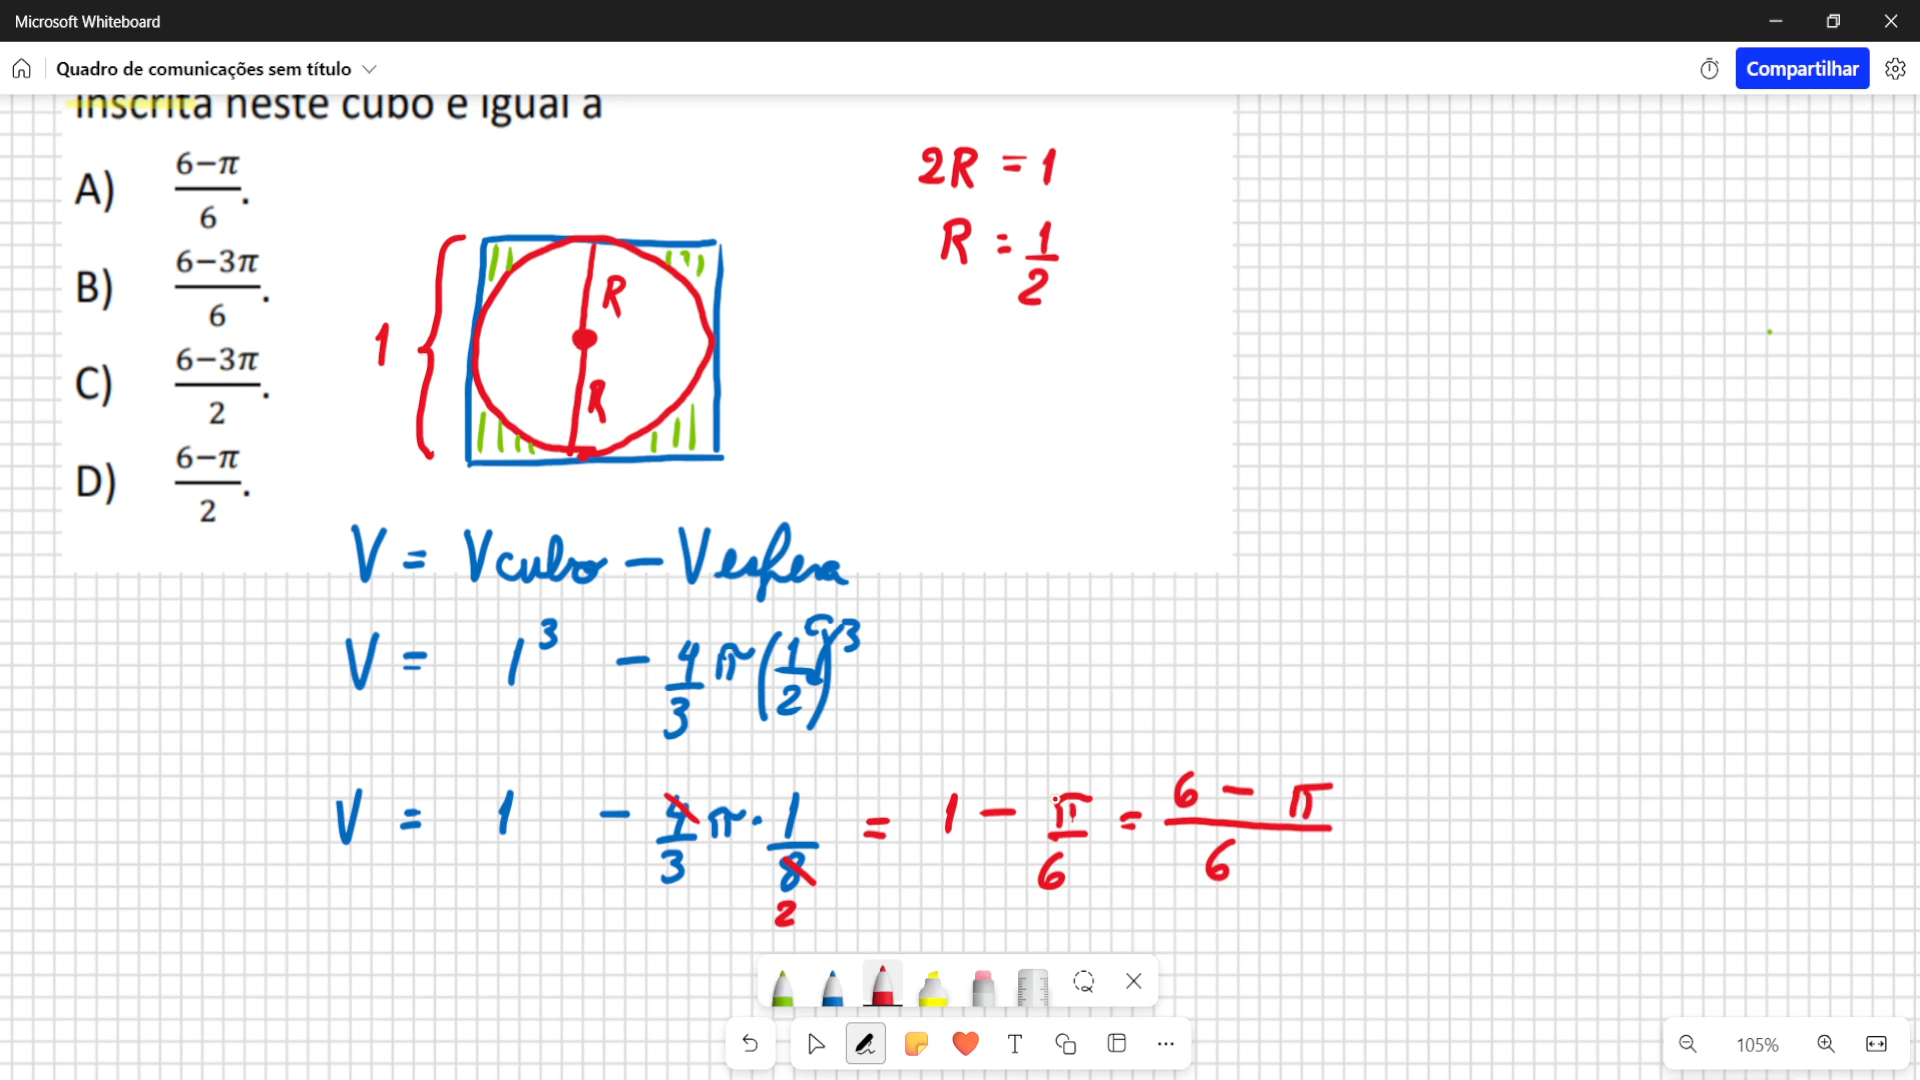 Microsoft Whiteboard
Quadro de comunicações sem título
Compartilhar
inscrita neste cubo é igual a
A) (6−π)/6.
B) (6−3π)/6.
C) (6−3π)/2.
D) (6−π)/2.
2R = 1
R = 1/2
1
R
R
V = Vcubo − Vesfera
V = 1³ − 4/3 π (1/2)³
V = 1 − 4/3 π · 1/8 = 1 − π/6 = (6 − π)/6
2
105%